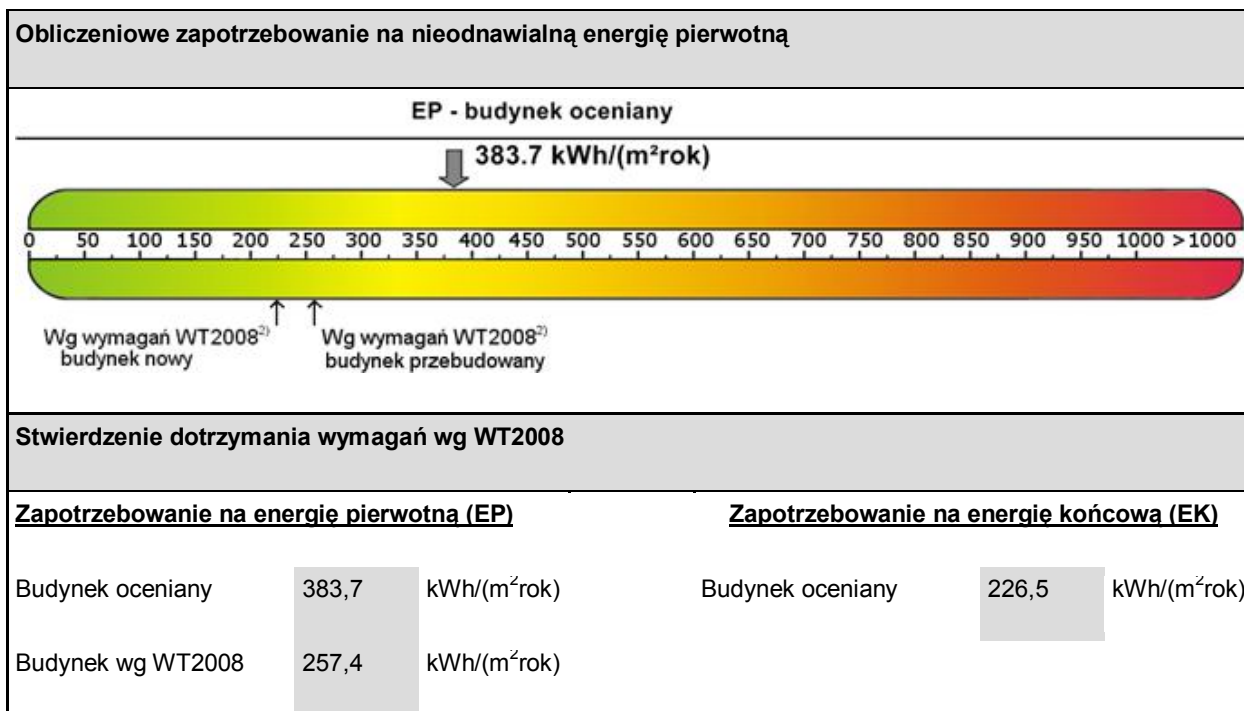 Obliczeniowe zapotrzebowanie na nieodnawialną energię pierwotną
EP - budynek oceniany
383.7 kWh/(m²rok)
0 50 100 150 200 250 300 350 400 450 500 550 600 650 700 750 800 850 900 950 1000 >1000
Wg wymagań WT2008²⁾
budynek nowy
Wg wymagań WT2008²⁾
budynek przebudowany
Stwierdzenie dotrzymania wymagań wg WT2008
Zapotrzebowanie na energię pierwotną (EP)
Zapotrzebowanie na energię końcową (EK)
Budynek oceniany 383,7 kWh/(m²rok)
Budynek oceniany 226,5 kWh/(m²rok)
Budynek wg WT2008 257,4 kWh/(m²rok)